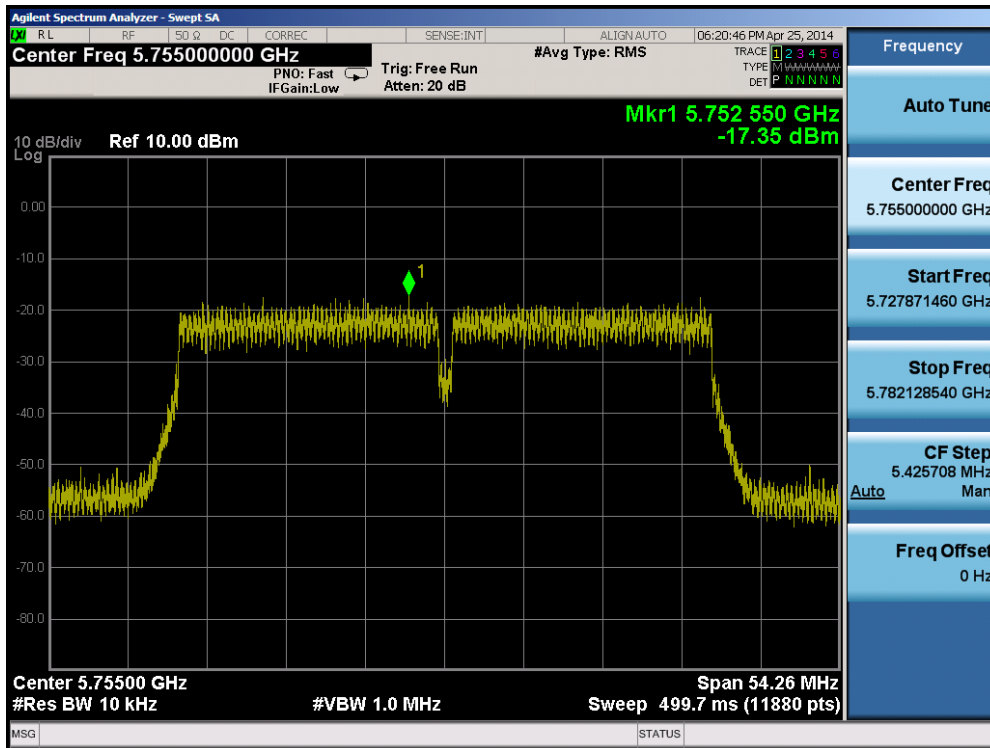 Agilent Spectrum Analyzer - Swept SA
LXI RL RF 50 Ω DC CORREC SENSE:INT ALIGN AUTO 06:20:46 PM Apr 25, 2014
Center Freq 5.755000000 GHz
PNO: Fast
IFGain:Low
Trig: Free Run
Atten: 20 dB
#Avg Type: RMS
TRACE 1 2 3 4 5 6
TYPE M WWWWW
DET P N N N N N
Mkr1 5.752 550 GHz
-17.35 dBm
10 dB/div Ref 10.00 dBm
Log
0.00
-10.0
-20.0
-30.0
-40.0
-50.0
-60.0
-70.0
-80.0
1
Center 5.75500 GHz Span 54.26 MHz
#Res BW 10 kHz #VBW 1.0 MHz Sweep 499.7 ms (11880 pts)
MSG STATUS
Frequency
Auto Tune
Center Freq
5.755000000 GHz
Start Freq
5.727871460 GHz
Stop Freq
5.782128540 GHz
CF Step
5.425708 MHz
Auto Man
Freq Offset
0 Hz